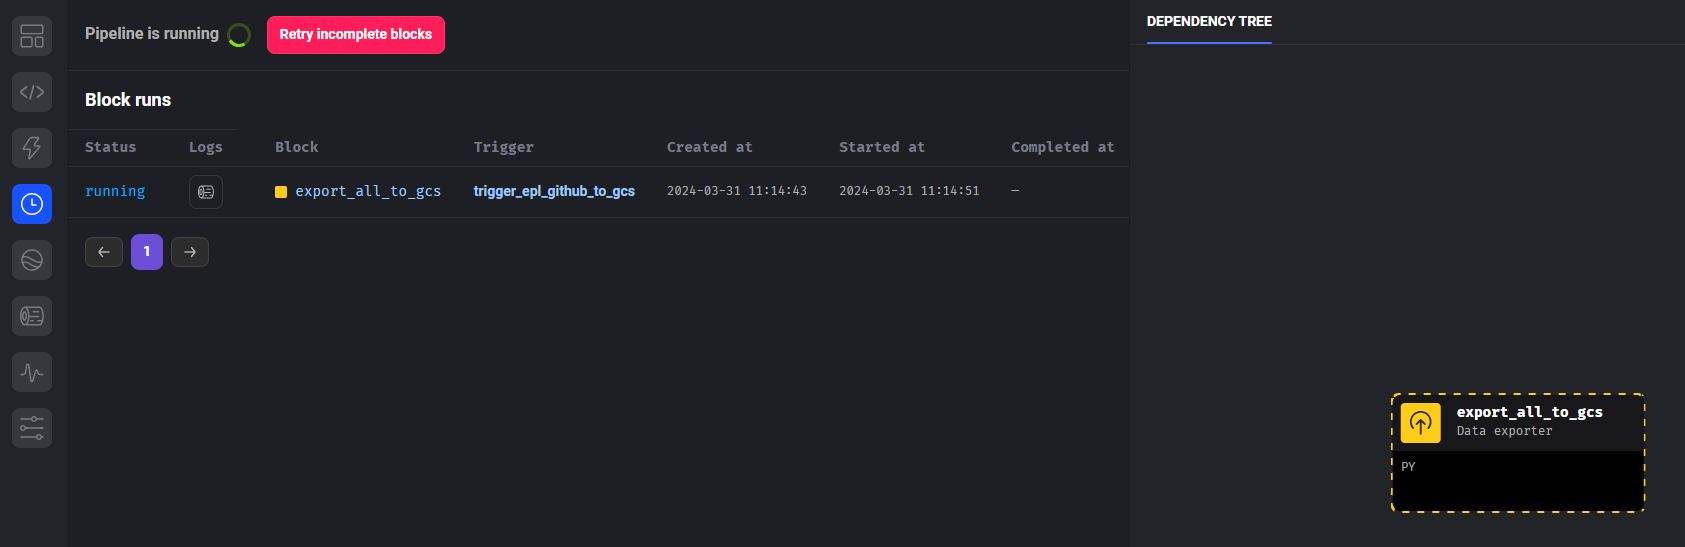 Pipeline is running
Retry incomplete blocks
Block runs
Status Logs Block Trigger Created at Started at Completed at
running export_all_to_gcs trigger_epl_github_to_gcs 2024-03-31 11:14:43 2024-03-31 11:14:51 —
1
DEPENDENCY TREE
export_all_to_gcs
Data exporter
PY